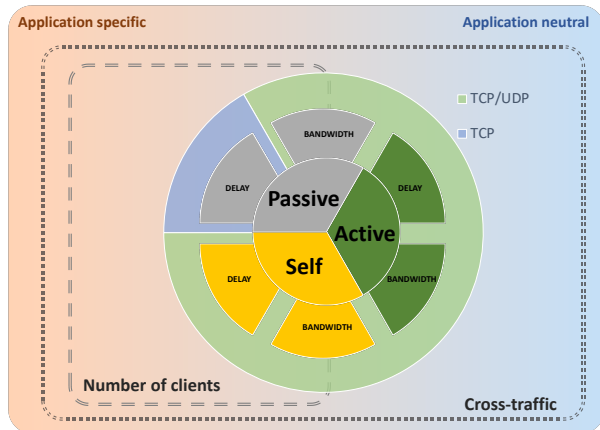 Application specific
Application neutral
TCP/UDP
TCP
BANDWIDTH
DELAY
DELAY
Passive
Active
Self
DELAY
BANDWIDTH
BANDWIDTH
Number of clients
Cross-traffic